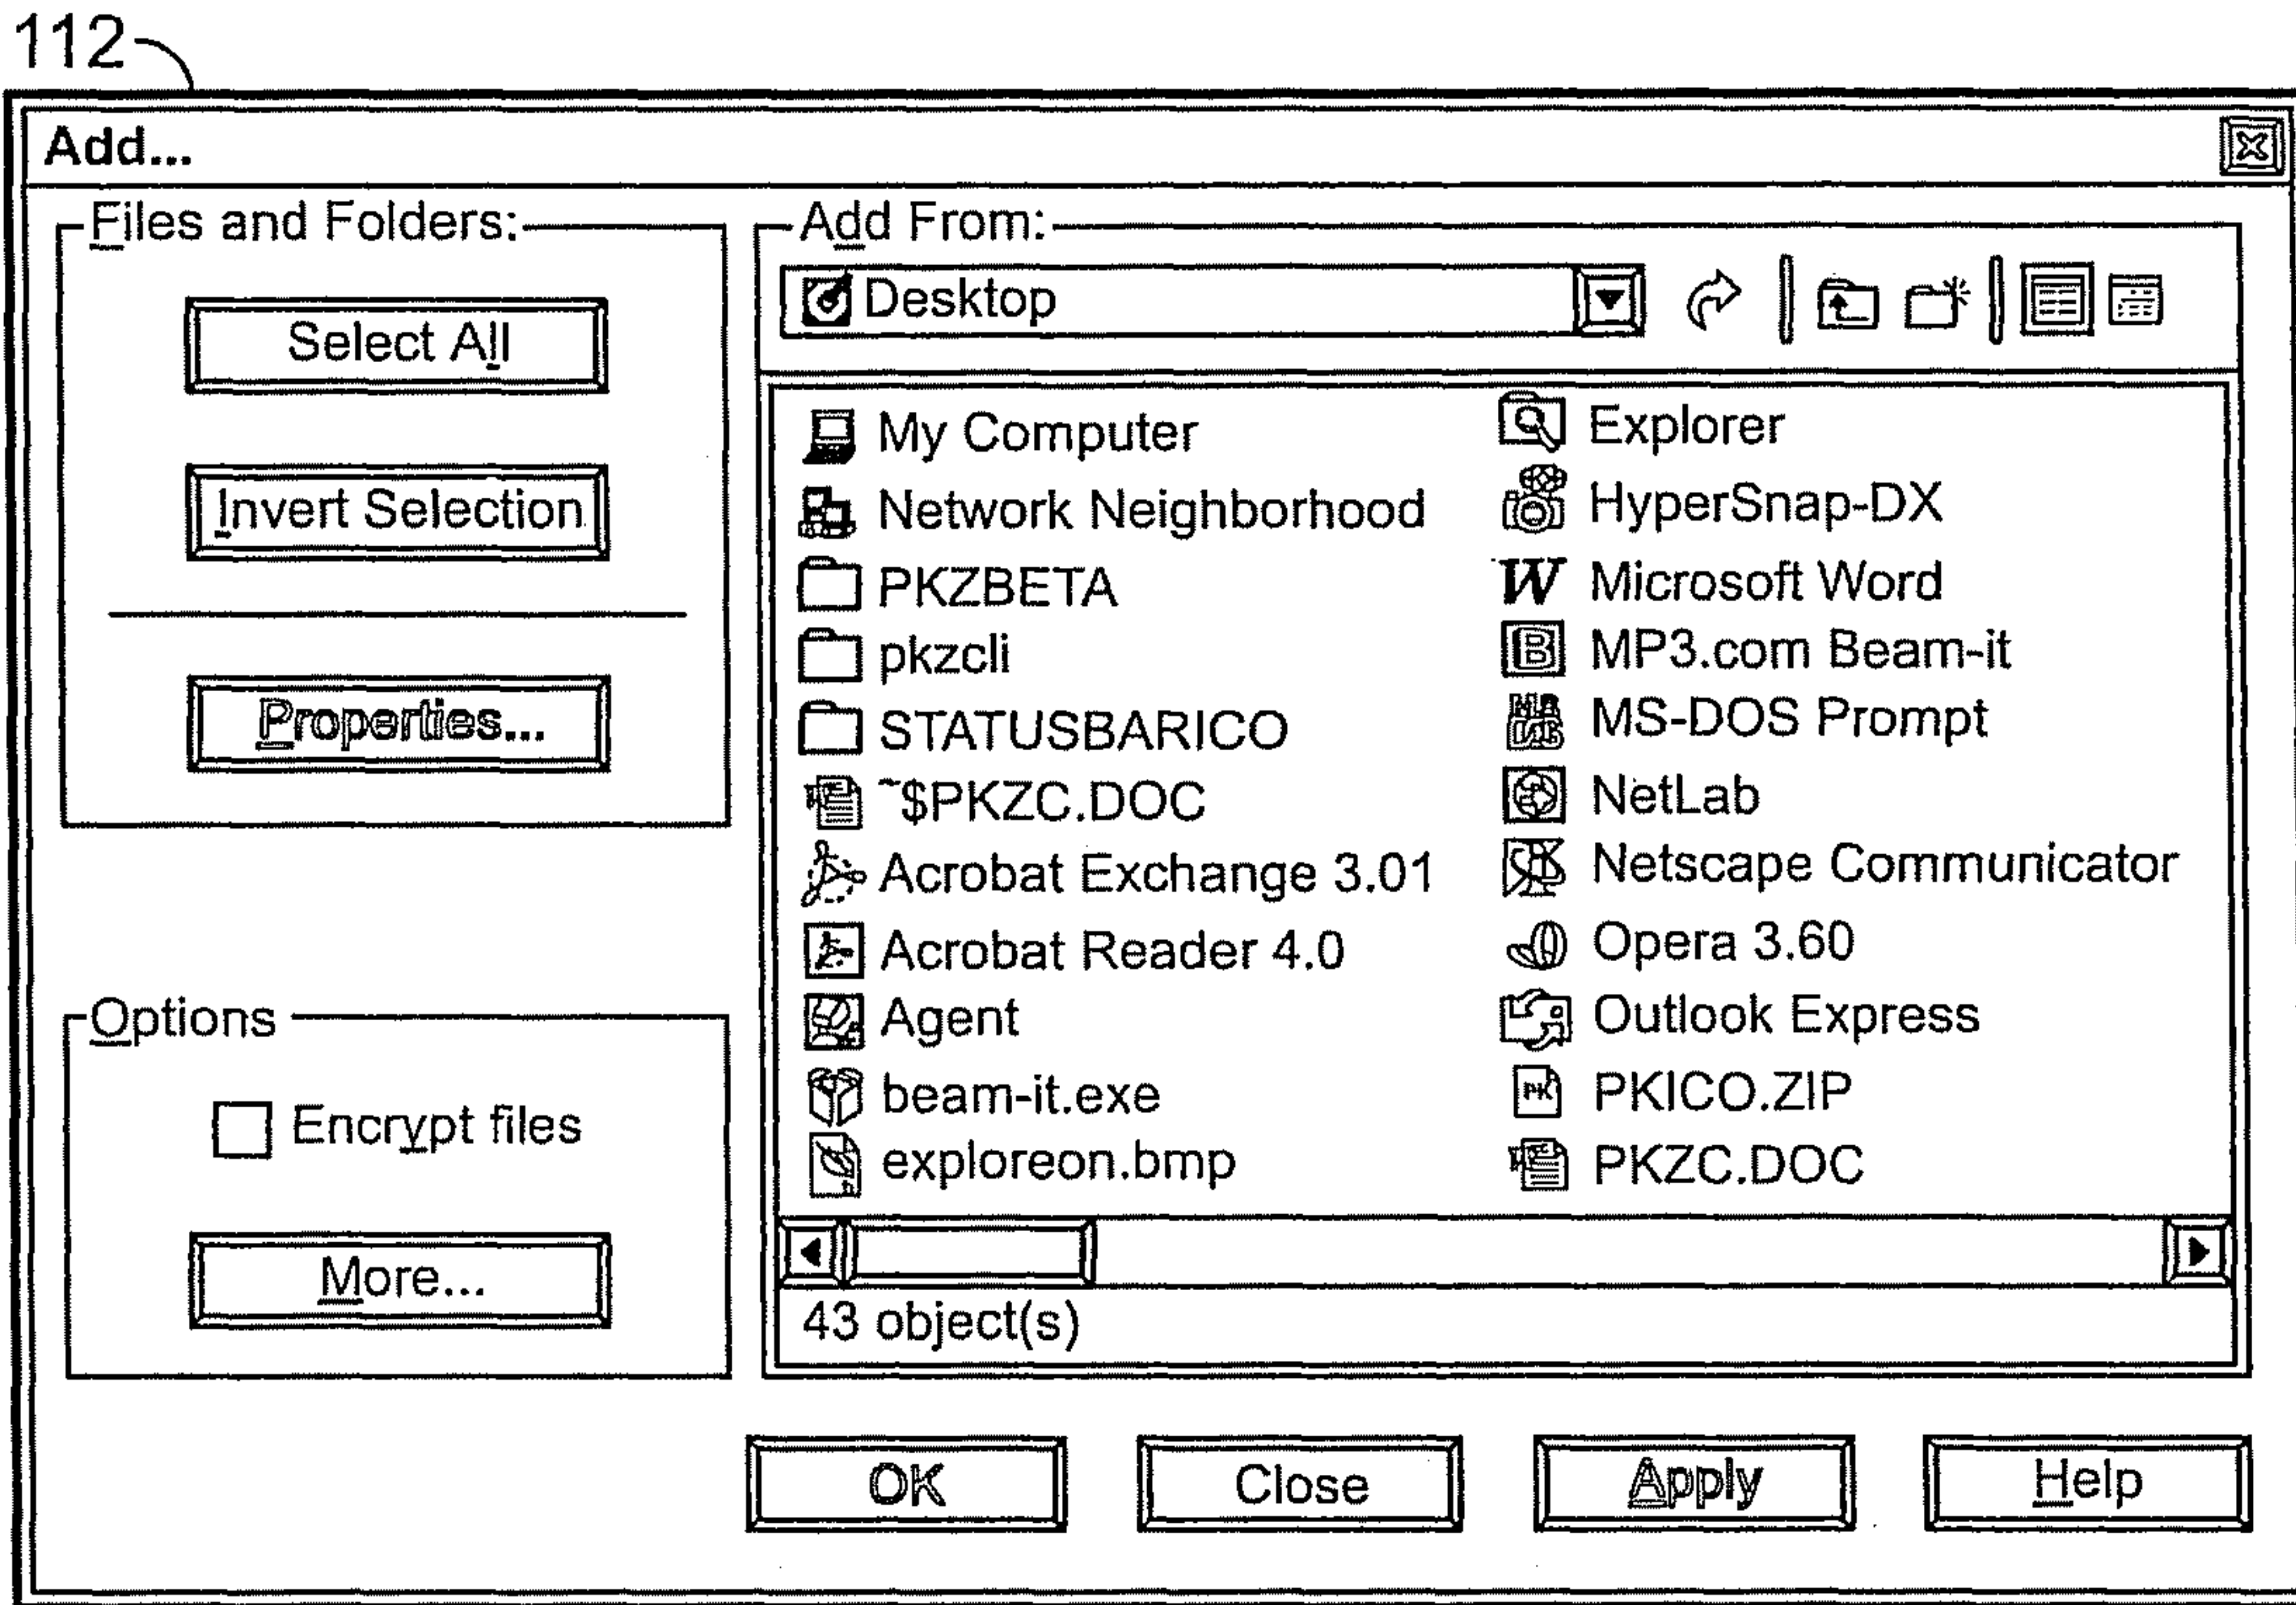 112
Add...
Files and Folders:
Select All
Invert Selection
Properties...
Options
Encrypt files
More...
Add From:
Desktop
My Computer
Network Neighborhood
PKZBETA
pkzcli
STATUSBARICO
~$PKZC.DOC
Acrobat Exchange 3.01
Acrobat Reader 4.0
Agent
beam-it.exe
exploreon.bmp
Explorer
HyperSnap-DX
W Microsoft Word
B MP3.com Beam-it
MS-DOS Prompt
NetLab
Netscape Communicator
Opera 3.60
Outlook Express
PKICO.ZIP
PKZC.DOC
43 object(s)
OK Close Apply Help